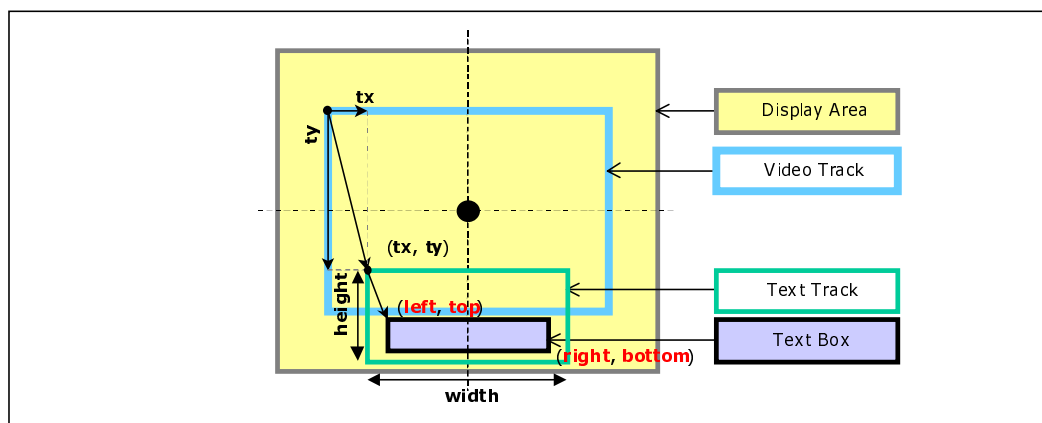 tx
Display Area
ty
Video Track
(tx, ty)
Text Track
height
(left, top)
Text Box
(right, bottom)
width